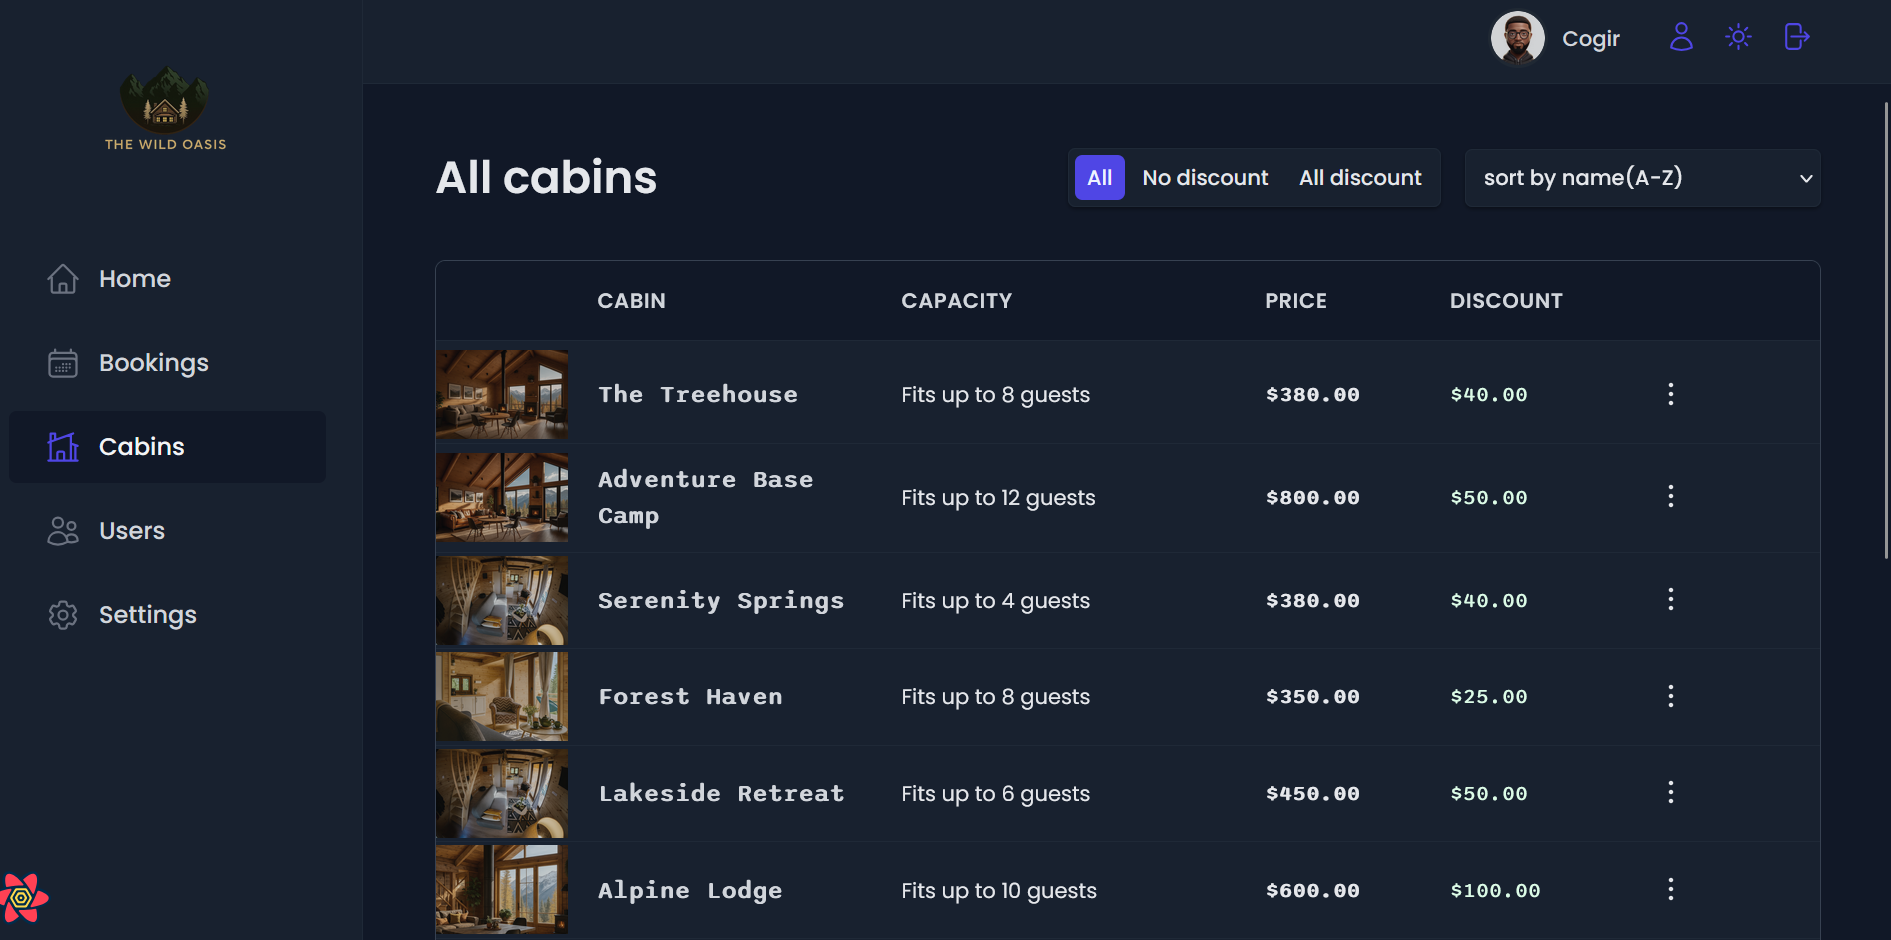 THE WILD OASIS
Home
Bookings
Cabins
Users
Settings
Cogir
All cabins
All No discount All discount
sort by name(A-Z)
CABIN CAPACITY PRICE DISCOUNT
The Treehouse Fits up to 8 guests $380.00 $40.00
Adventure Base
Camp Fits up to 12 guests $800.00 $50.00
Serenity Springs Fits up to 4 guests $380.00 $40.00
Forest Haven Fits up to 8 guests $350.00 $25.00
Lakeside Retreat Fits up to 6 guests $450.00 $50.00
Alpine Lodge Fits up to 10 guests $600.00 $100.00